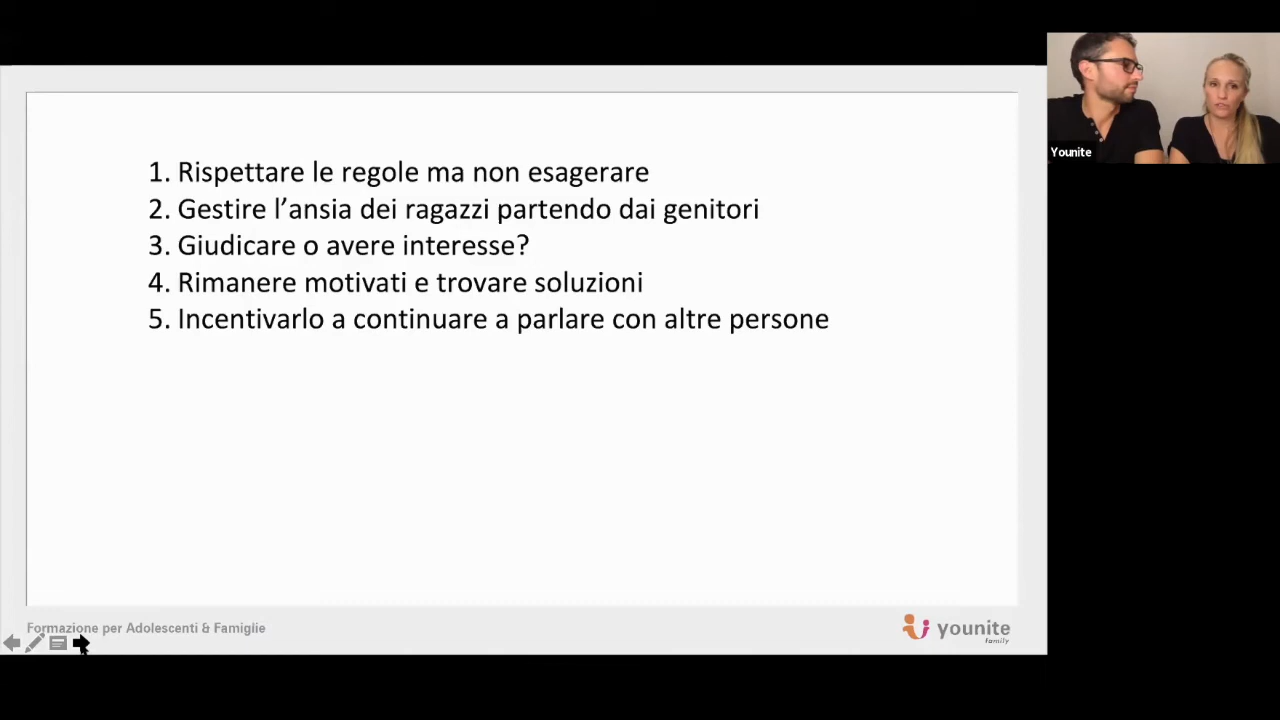 1. Rispettare le regole ma non esagerare
2. Gestire l’ansia dei ragazzi partendo dai genitori
3. Giudicare o avere interesse?
4. Rimanere motivati e trovare soluzioni
5. Incentivarlo a continuare a parlare con altre persone
Younite
Formazione per Adolescenti & Famiglie
younite
family